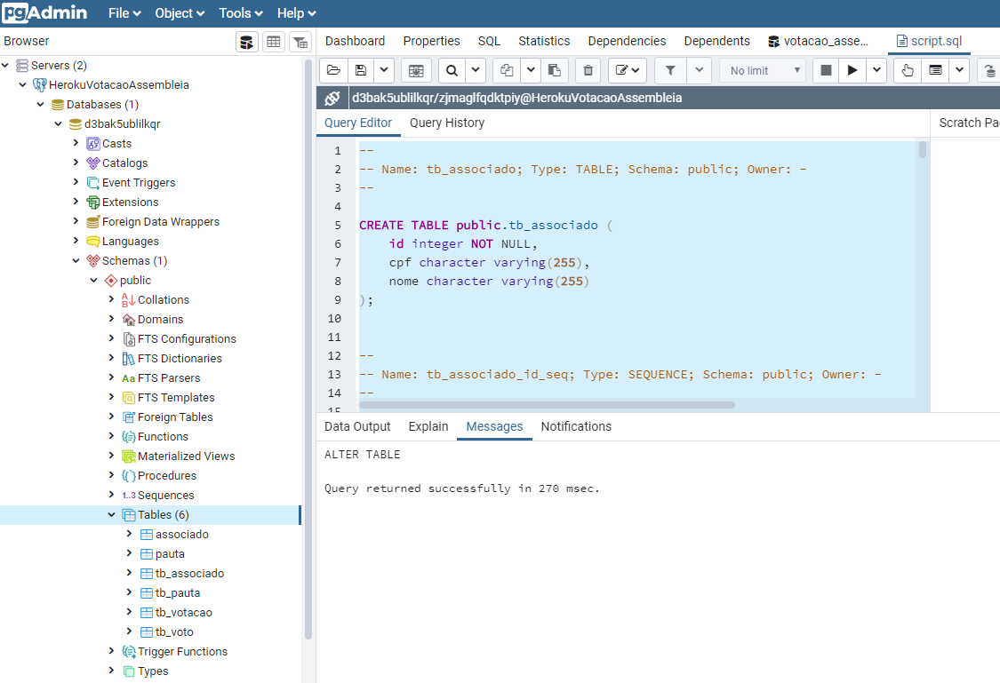 pgAdmin File Object Tools Help
Browser
Dashboard Properties SQL Statistics Dependencies Dependents votacao_asse... script.sql
Servers (2)
HerokuVotacaoAssembleia
Databases (1)
d3bak5ublilkqr
Casts
Catalogs
Event Triggers
Extensions
Foreign Data Wrappers
Languages
Schemas (1)
public
Collations
Domains
FTS Configurations
FTS Dictionaries
Aa FTS Parsers
FTS Templates
Foreign Tables
Functions
Materialized Views
Procedures
1..3 Sequences
Tables (6)
associado
pauta
tb_associado
tb_pauta
tb_votacao
tb_voto
Trigger Functions
Types
No limit
d3bak5ublilkqr/zjmaglfqdktpiy@HerokuVotacaoAssembleia
Query Editor Query History
Scratch Pa
1 --
2 -- Name: tb_associado; Type: TABLE; Schema: public; Owner: -
3 --
4
5 CREATE TABLE public.tb_associado (
6 id integer NOT NULL,
7 cpf character varying(255),
8 nome character varying(255)
9 );
10
11
12 --
13 -- Name: tb_associado_id_seq; Type: SEQUENCE; Schema: public; Owner: -
14 --
15
Data Output Explain Messages Notifications
ALTER TABLE
Query returned successfully in 270 msec.